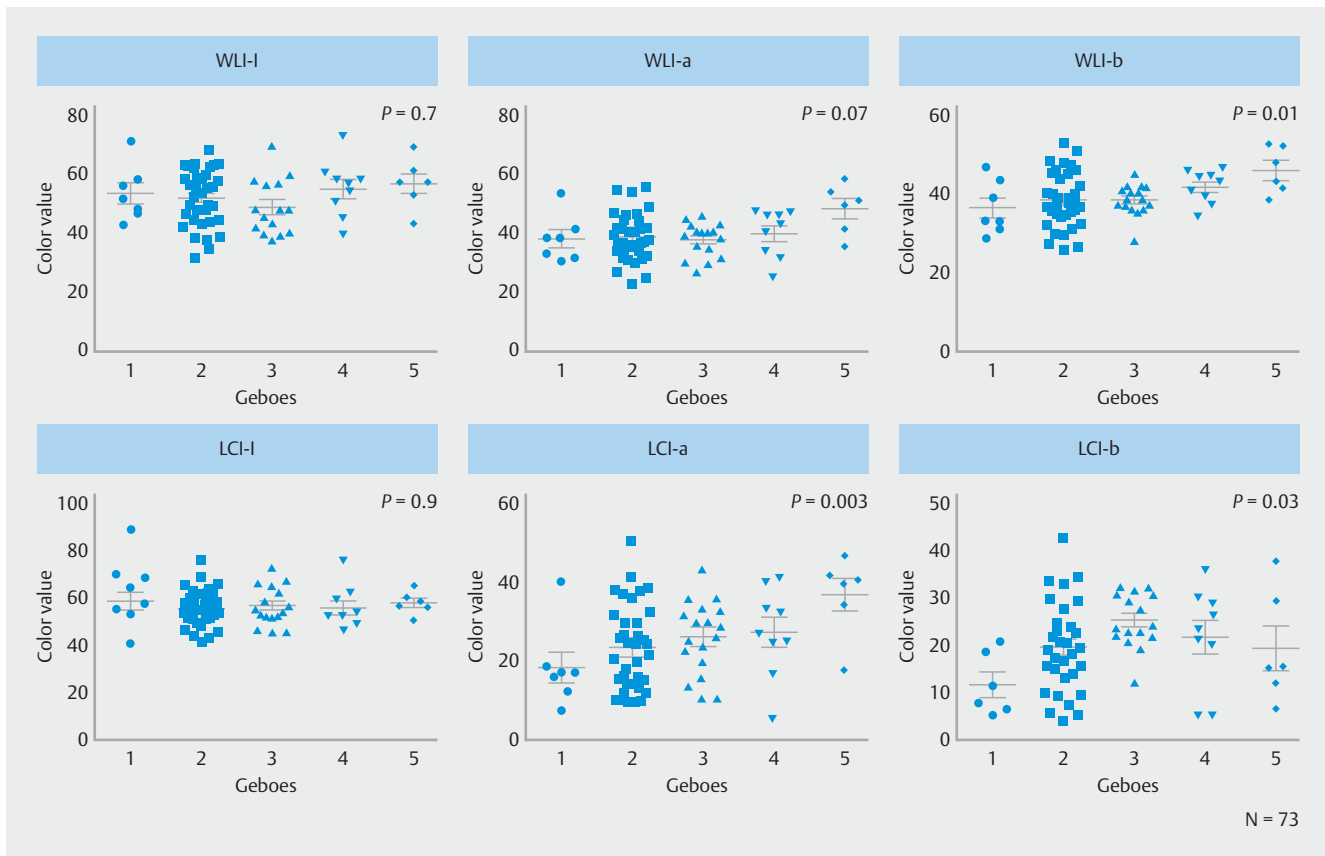 WLI-I
P = 0.7
Color value
80
60
40
20
0
1 2 3 4 5
Geboes
WLI-a
P = 0.07
Color value
80
60
40
20
0
1 2 3 4 5
Geboes
WLI-b
P = 0.01
Color value
60
40
20
0
1 2 3 4 5
Geboes
LCI-I
P = 0.9
Color value
100
80
60
40
20
0
1 2 3 4 5
Geboes
LCI-a
P = 0.003
Color value
60
40
20
0
1 2 3 4 5
Geboes
LCI-b
P = 0.03
Color value
50
40
30
20
10
0
1 2 3 4 5
Geboes
N = 73